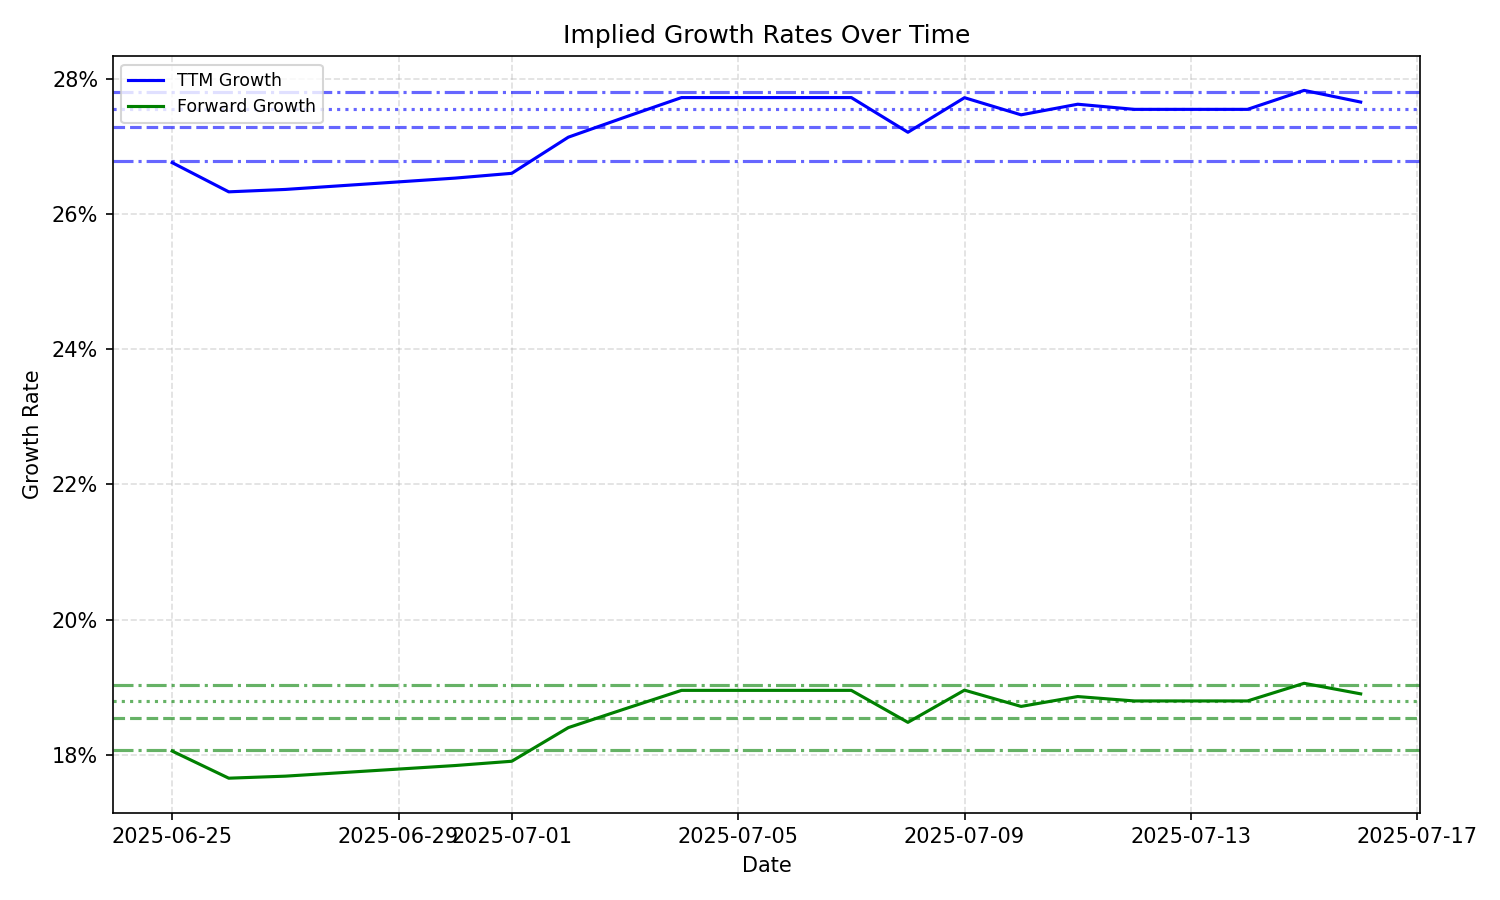 Implied Growth Rates Over Time
TTM Growth
Forward Growth
28%
26%
24%
22%
20%
18%
Growth Rate
2025-06-25 2025-06-29 2025-07-01 2025-07-05 2025-07-09 2025-07-13 2025-07-17
Date